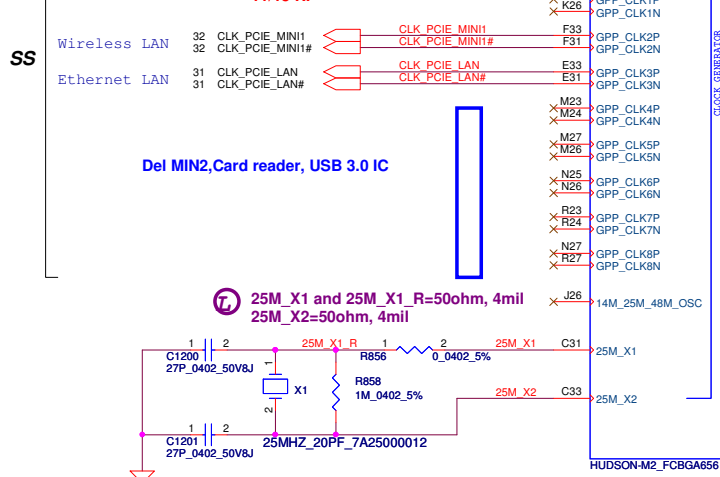 K26
GPP_CLK1N
Wireless LAN
32 CLK_PCIE_MINI1
CLK_PCIE_MINI1
F33
GPP_CLK2P
32 CLK_PCIE_MINI1#
CLK_PCIE_MINI1#
F31
GPP_CLK2N
SS
Ethernet LAN
31 CLK_PCIE_LAN
CLK_PCIE_LAN
E33
GPP_CLK3P
31 CLK_PCIE_LAN#
CLK_PCIE_LAN#
E31
GPP_CLK3N
CLOCK GENERATOR
M23
GPP_CLK4P
M24
GPP_CLK4N
M27
GPP_CLK5P
M26
GPP_CLK5N
Del MIN2,Card reader, USB 3.0 IC
N25
GPP_CLK6P
N26
GPP_CLK6N
R23
GPP_CLK7P
R24
GPP_CLK7N
N27
GPP_CLK8P
R27
GPP_CLK8N
L
25M_X1 and 25M_X1_R=50ohm, 4mil
25M_X2=50ohm, 4mil
J26
14M_25M_48M_OSC
1 2
C1200
27P_0402_50V8J
25M_X1_R
1 2
R856
0_0402_5%
25M_X1
C31
25M_X1
1
X1
2
R858
1M_0402_5%
25M_X2
C33
25M_X2
1 2
C1201
27P_0402_50V8J
25MHZ_20PF_7A25000012
HUDSON-M2_FCBGA656